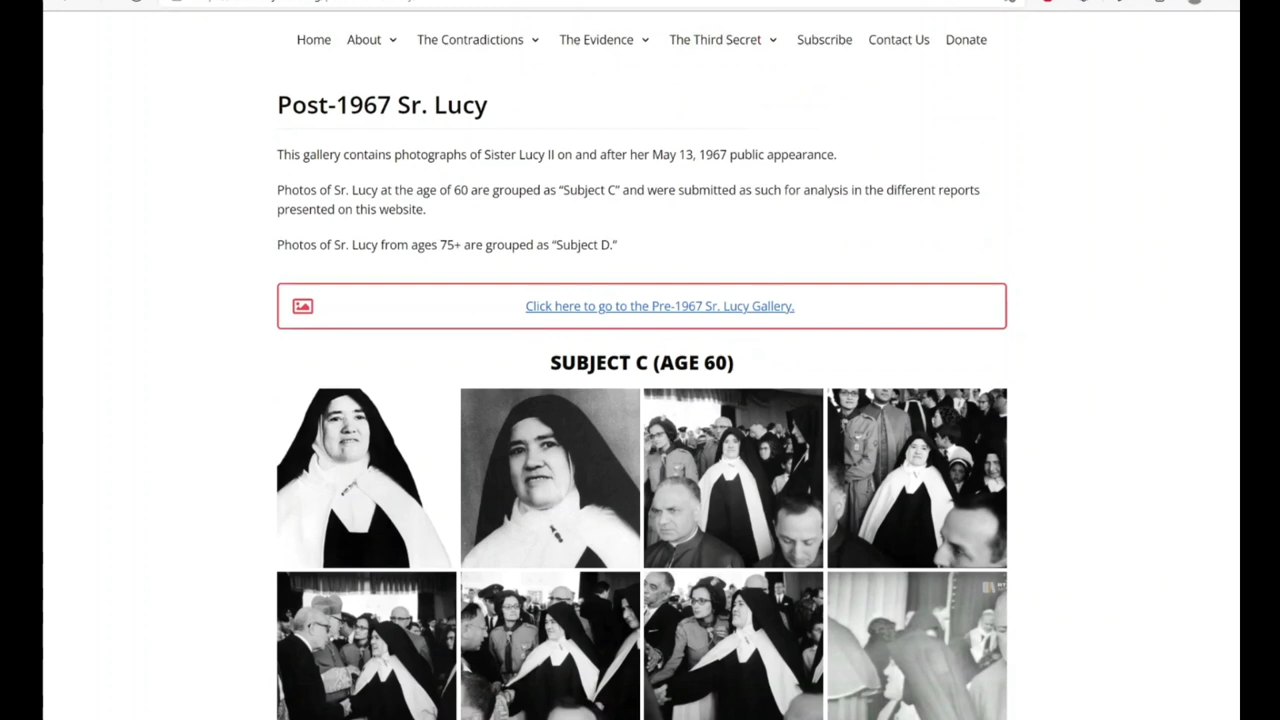 Home About The Contradictions The Evidence The Third Secret Subscribe Contact Us Donate
Post-1967 Sr. Lucy
This gallery contains photographs of Sister Lucy II on and after her May 13, 1967 public appearance.
Photos of Sr. Lucy at the age of 60 are grouped as “Subject C” and were submitted as such for analysis in the different reports
presented on this website.
Photos of Sr. Lucy from ages 75+ are grouped as “Subject D.”
Click here to go to the Pre-1967 Sr. Lucy Gallery.
SUBJECT C (AGE 60)